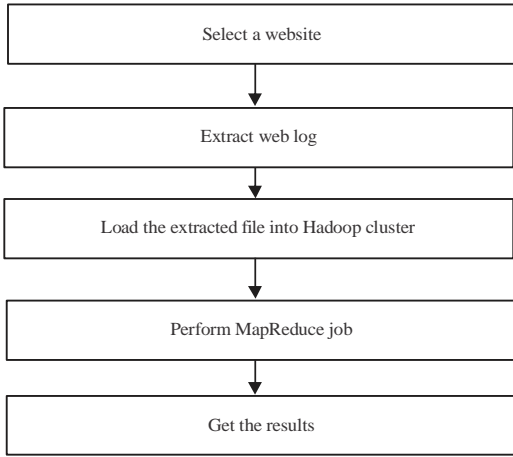 Select a website
Extract web log
Load the extracted file into Hadoop cluster
Perform MapReduce job
Get the results